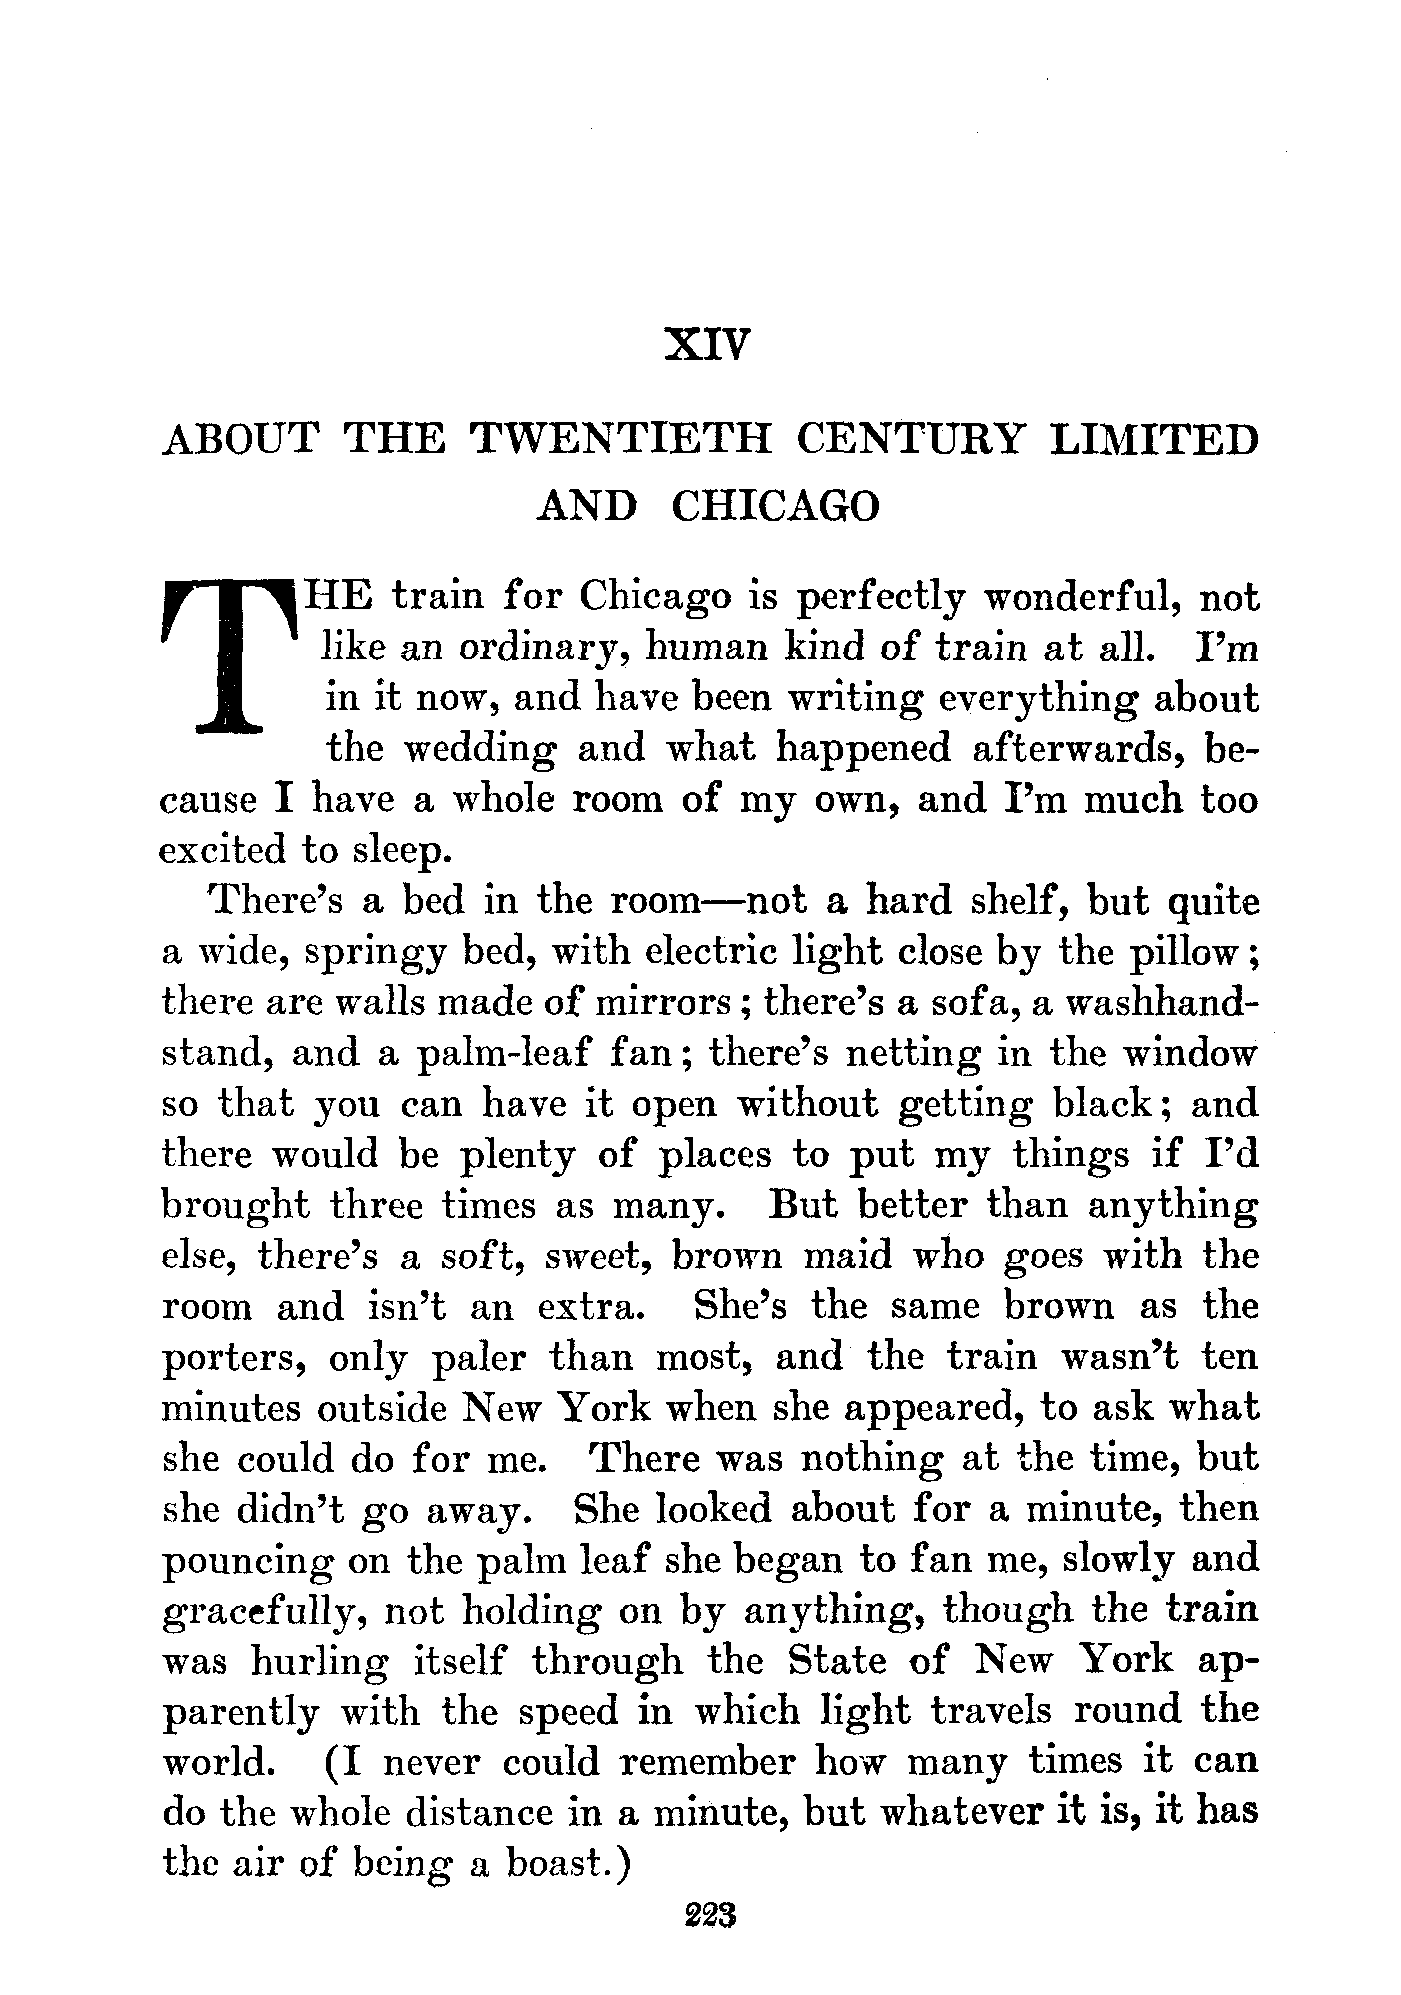 XIV
ABOUT THE TWENTIETH CENTURY LIMITED
AND CHICAGO
THE train for Chicago is perfectly wonderful, not
like an ordinary, human kind of train at all. I'm
in it now, and have been writing everything about
the wedding and what happened afterwards, be-
cause I have a whole room of my own, and I'm much too
excited to sleep.
There's a bed in the room—not a hard shelf, but quite
a wide, springy bed, with electric light close by the pillow;
there are walls made of mirrors; there's a sofa, a washhand-
stand, and a palm-leaf fan; there's netting in the window
so that you can have it open without getting black; and
there would be plenty of places to put my things if I'd
brought three times as many. But better than anything
else, there's a soft, sweet, brown maid who goes with the
room and isn't an extra. She's the same brown as the
porters, only paler than most, and the train wasn't ten
minutes outside New York when she appeared, to ask what
she could do for me. There was nothing at the time, but
she didn't go away. She looked about for a minute, then
pouncing on the palm leaf she began to fan me, slowly and
gracefully, not holding on by anything, though the train
was hurling itself through the State of New York ap-
parently with the speed in which light travels round the
world. (I never could remember how many times it can
do the whole distance in a minute, but whatever it is, it has
the air of being a boast.)
223